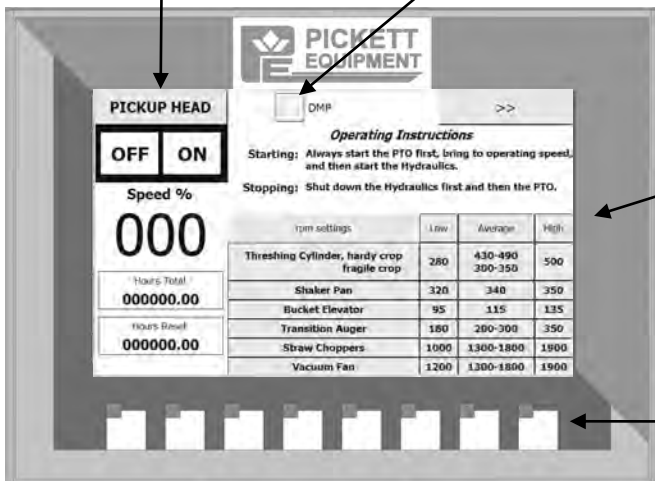 PICKETT
EQUIPMENT
PICKUP HEAD
DMP
>>
OFF ON
Operating Instructions
Starting: Always start the PTO first, bring to operating speed,
and then start the Hydraulics.
Stopping: Shut down the Hydraulics first and then the PTO.
Speed %
000
Hours Total
000000.00
Hours Reset
000000.00
rpm settings Low Average High
Threshing Cylinder, hardy crop 280 430-490 500
fragile crop 300-350
Shaker Pan 320 340 350
Bucket Elevator 95 115 135
Transition Auger 180 200-300 350
Straw Choppers 1000 1300-1800 1900
Vacuum Fan 1200 1300-1800 1900